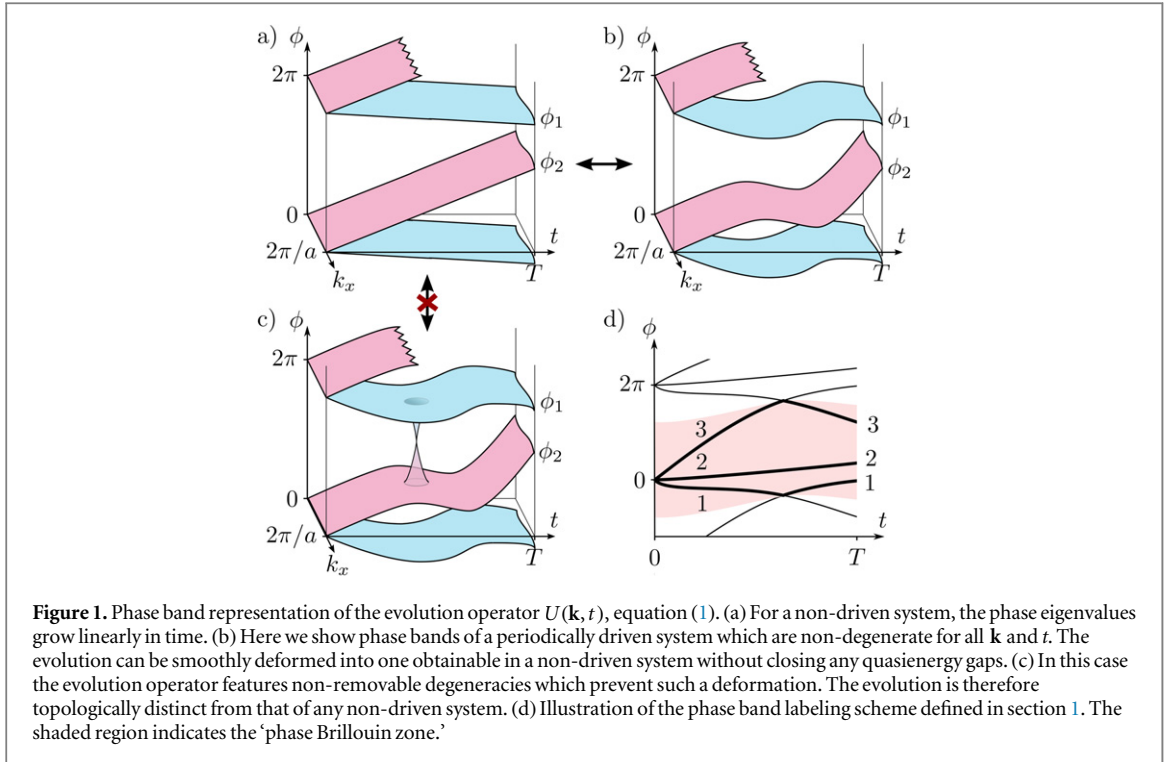 a) ϕ
2π
ϕ₁
ϕ₂
0
2π/a
t
T
kₓ
b) ϕ
2π
ϕ₁
ϕ₂
0
2π/a
t
T
kₓ
c) ϕ
2π
ϕ₁
ϕ₂
0
2π/a
t
T
kₓ
d) ϕ
2π
3
3
2
2
0
1
1
t
0
T
Figure 1. Phase band representation of the evolution operator U(k, t), equation (1). (a) For a non-driven system, the phase eigenvalues
grow linearly in time. (b) Here we show phase bands of a periodically driven system which are non-degenerate for all k and t. The
evolution can be smoothly deformed into one obtainable in a non-driven system without closing any quasienergy gaps. (c) In this case
the evolution operator features non-removable degeneracies which prevent such a deformation. The evolution is therefore
topologically distinct from that of any non-driven system. (d) Illustration of the phase band labeling scheme defined in section 1. The
shaded region indicates the ‘phase Brillouin zone.’